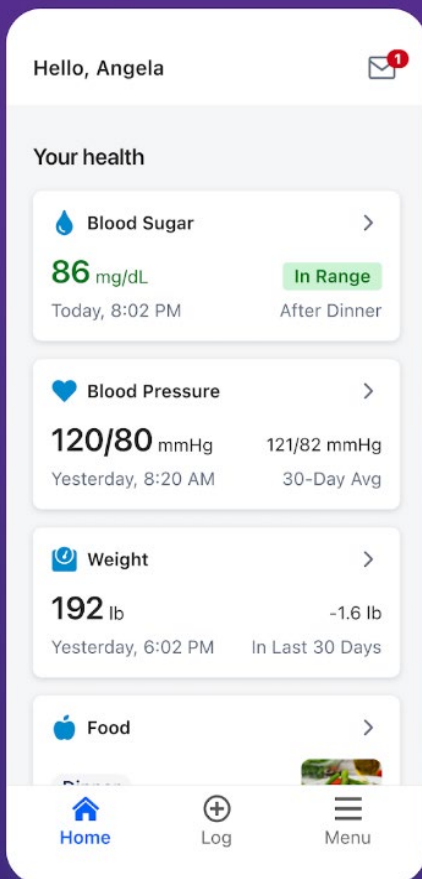 Hello, Angela
1
Your health
Blood Sugar
86 mg/dL
In Range
Today, 8:02 PM
After Dinner
Blood Pressure
120/80 mmHg
121/82 mmHg
Yesterday, 8:20 AM
30-Day Avg
Weight
192 lb
-1.6 lb
Yesterday, 6:02 PM
In Last 30 Days
Food
Home
Log
Menu